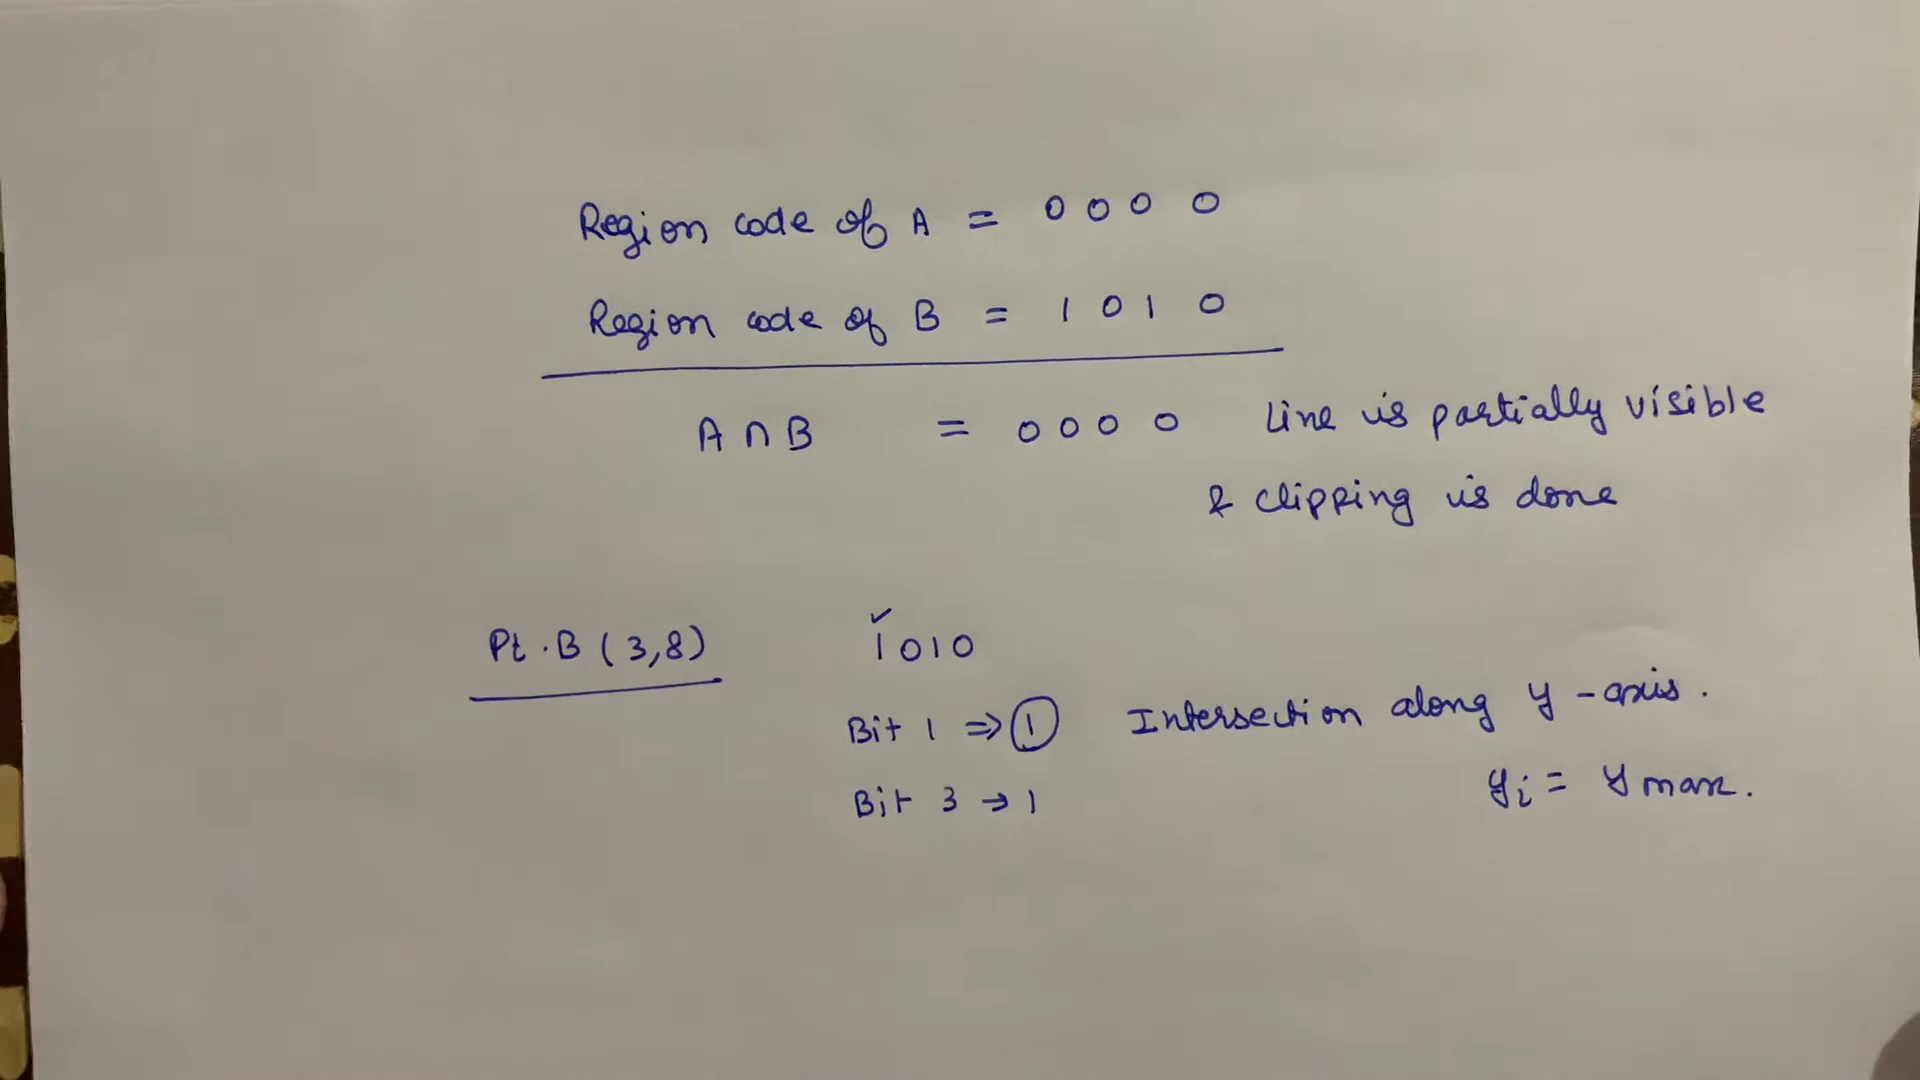 Region code of A = 0 0 0 0
Region code of B = 1 0 1 0
A ∩ B = 0 0 0 0 Line is partially visible
& clipping is done
Pt. B (3,8) 1010
Bit 1 ⇒ 1 Intersection along y-axis.
Bit 3 → 1 yi = ymax.